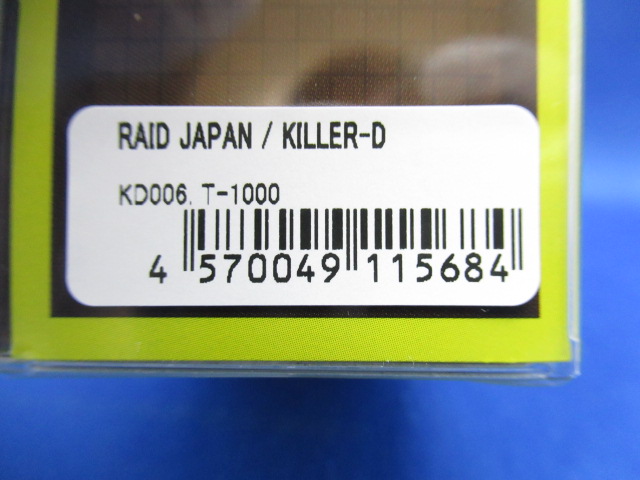 RAID JAPAN / KILLER-D
KD006. T-1000
4 570049 115684